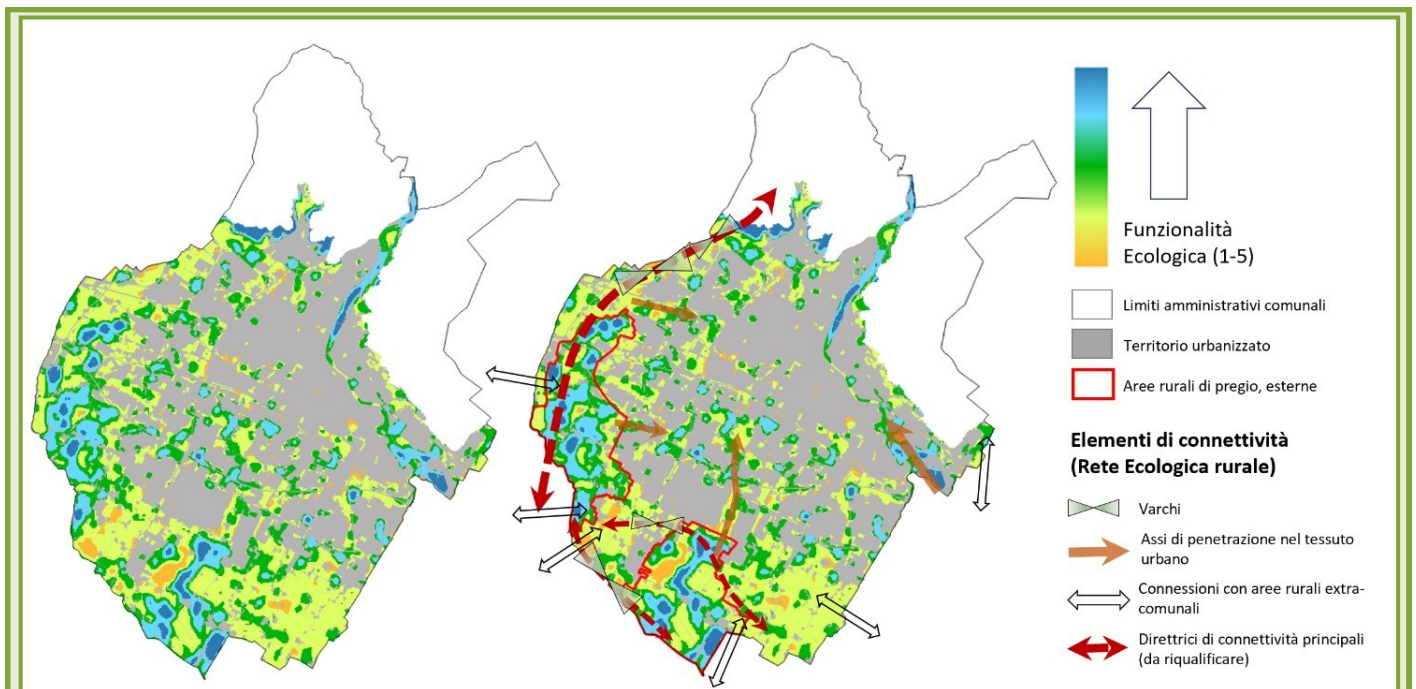 Funzionalità
Ecologica (1-5)
Limiti amministrativi comunali
Territorio urbanizzato
Aree rurali di pregio, esterne
Elementi di connettività
(Rete Ecologica rurale)
Varchi
Assi di penetrazione nel tessuto
urbano
Connessioni con aree rurali extra-
comunali
Direttrici di connettività principali
(da riqualificare)